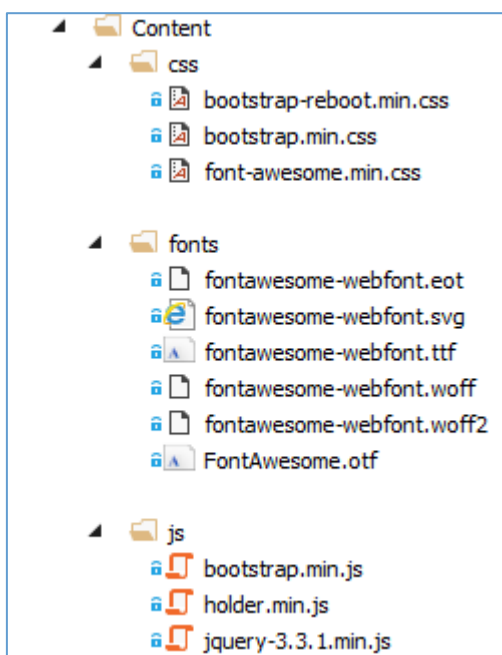 Content
css
bootstrap-reboot.min.css
bootstrap.min.css
font-awesome.min.css
fonts
fontawesome-webfont.eot
fontawesome-webfont.svg
fontawesome-webfont.ttf
fontawesome-webfont.woff
fontawesome-webfont.woff2
FontAwesome.otf
js
bootstrap.min.js
holder.min.js
jquery-3.3.1.min.js